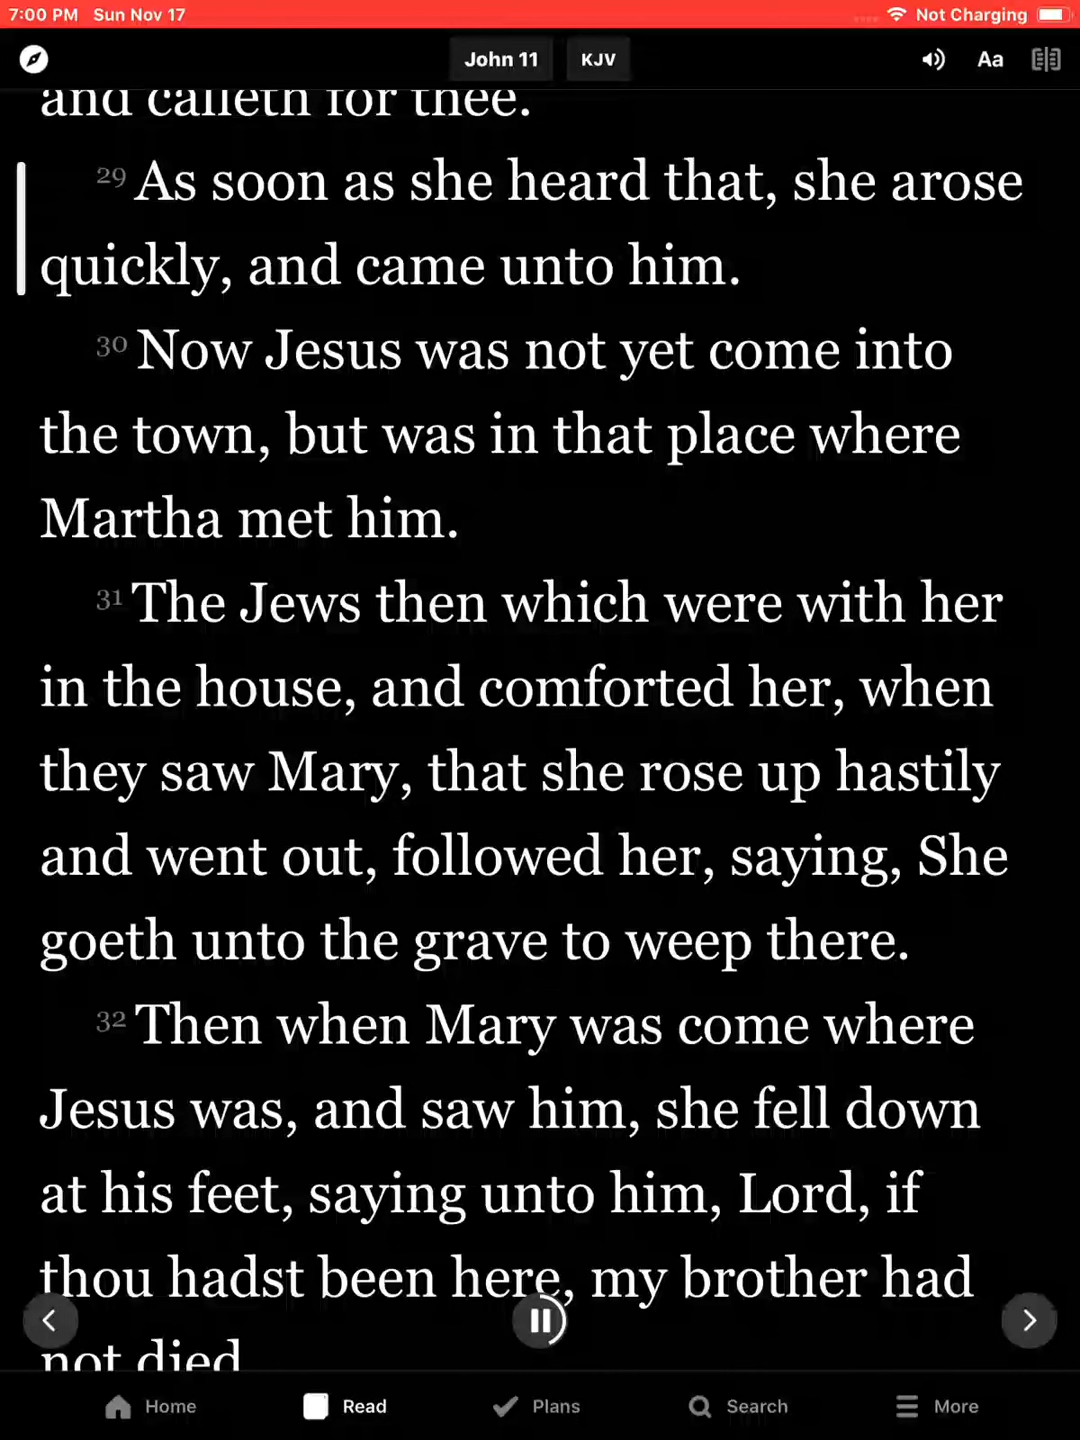 7:00 PM Sun Nov 17 Not Charging
John 11 KJV Aa
and calleth for thee.
29 As soon as she heard that, she arose
quickly, and came unto him.
30 Now Jesus was not yet come into
the town, but was in that place where
Martha met him.
31 The Jews then which were with her
in the house, and comforted her, when
they saw Mary, that she rose up hastily
and went out, followed her, saying, She
goeth unto the grave to weep there.
32 Then when Mary was come where
Jesus was, and saw him, she fell down
at his feet, saying unto him, Lord, if
thou hadst been here, my brother had
not died
Home Read Plans Search More